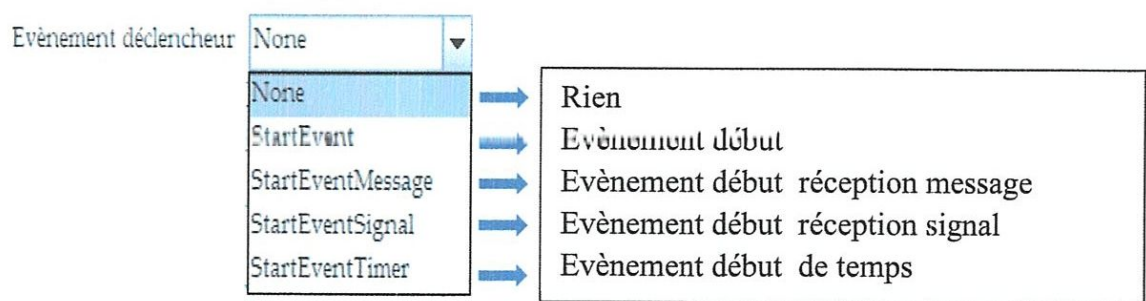 Evènement déclencheur None
None Rien
StartEvent Evènement début
StartEventMessage Evènement début réception message
StartEventSignal Evènement début réception signal
StartEventTimer Evènement début de temps